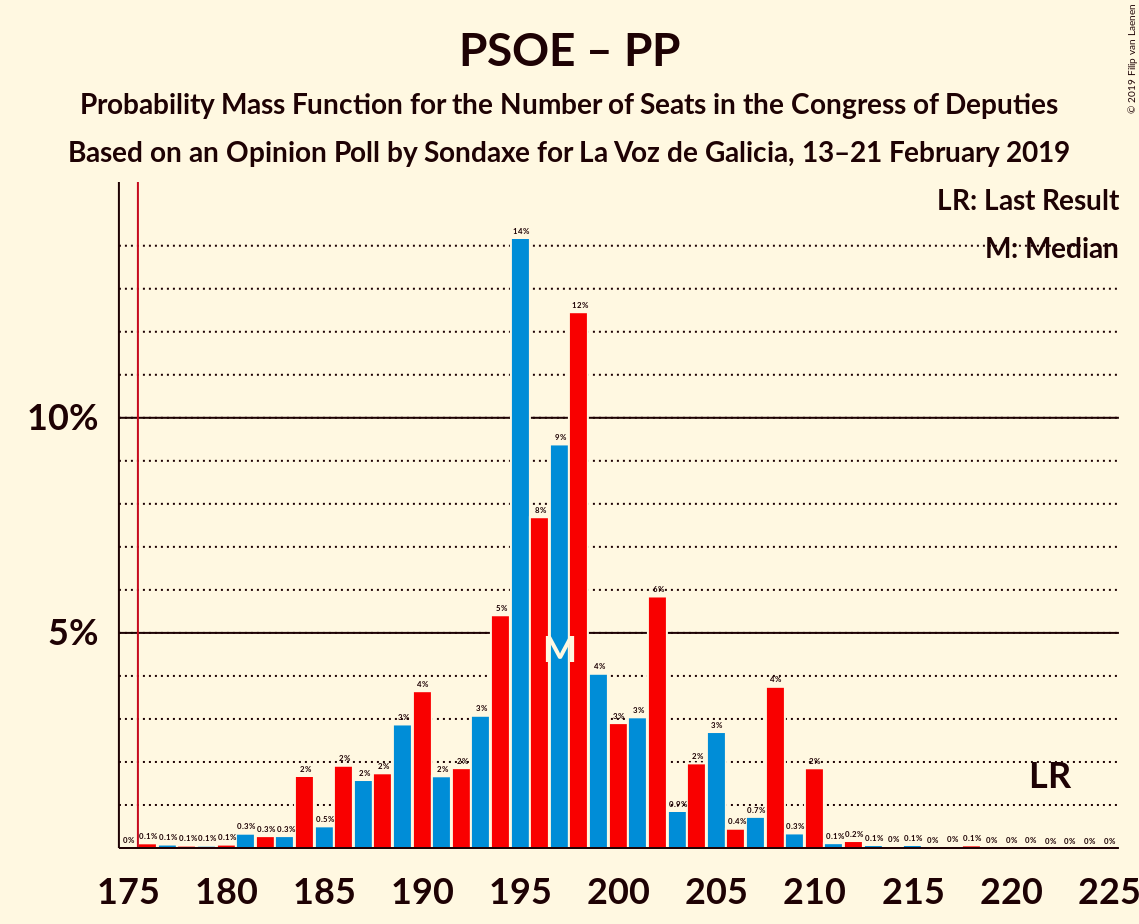 © 2019 Filip van Laenen
PSOE – PP
Probability Mass Function for the Number of Seats in the Congress of Deputies
Based on an Opinion Poll by Sondaxe for La Voz de Galicia, 13–21 February 2019
LR: Last Result
M: Median
10%
5%
0% 0.1% 0.1% 0.1% 0.1% 0.1% 0.3% 0.3% 0.3% 2% 0.5% 2% 2% 2% 3% 4% 2% 2% 3% 5% 14% 8% 9% 12% 4% 3% 3% 6% 0.9% 2% 3% 0.4% 0.7% 4% 0.3% 2% 0.1% 0.2% 0.1% 0% 0.1% 0% 0% 0.1% 0% 0% 0% 0% 0% 0% 0%
M
LR
175 180 185 190 195 200 205 210 215 220 225